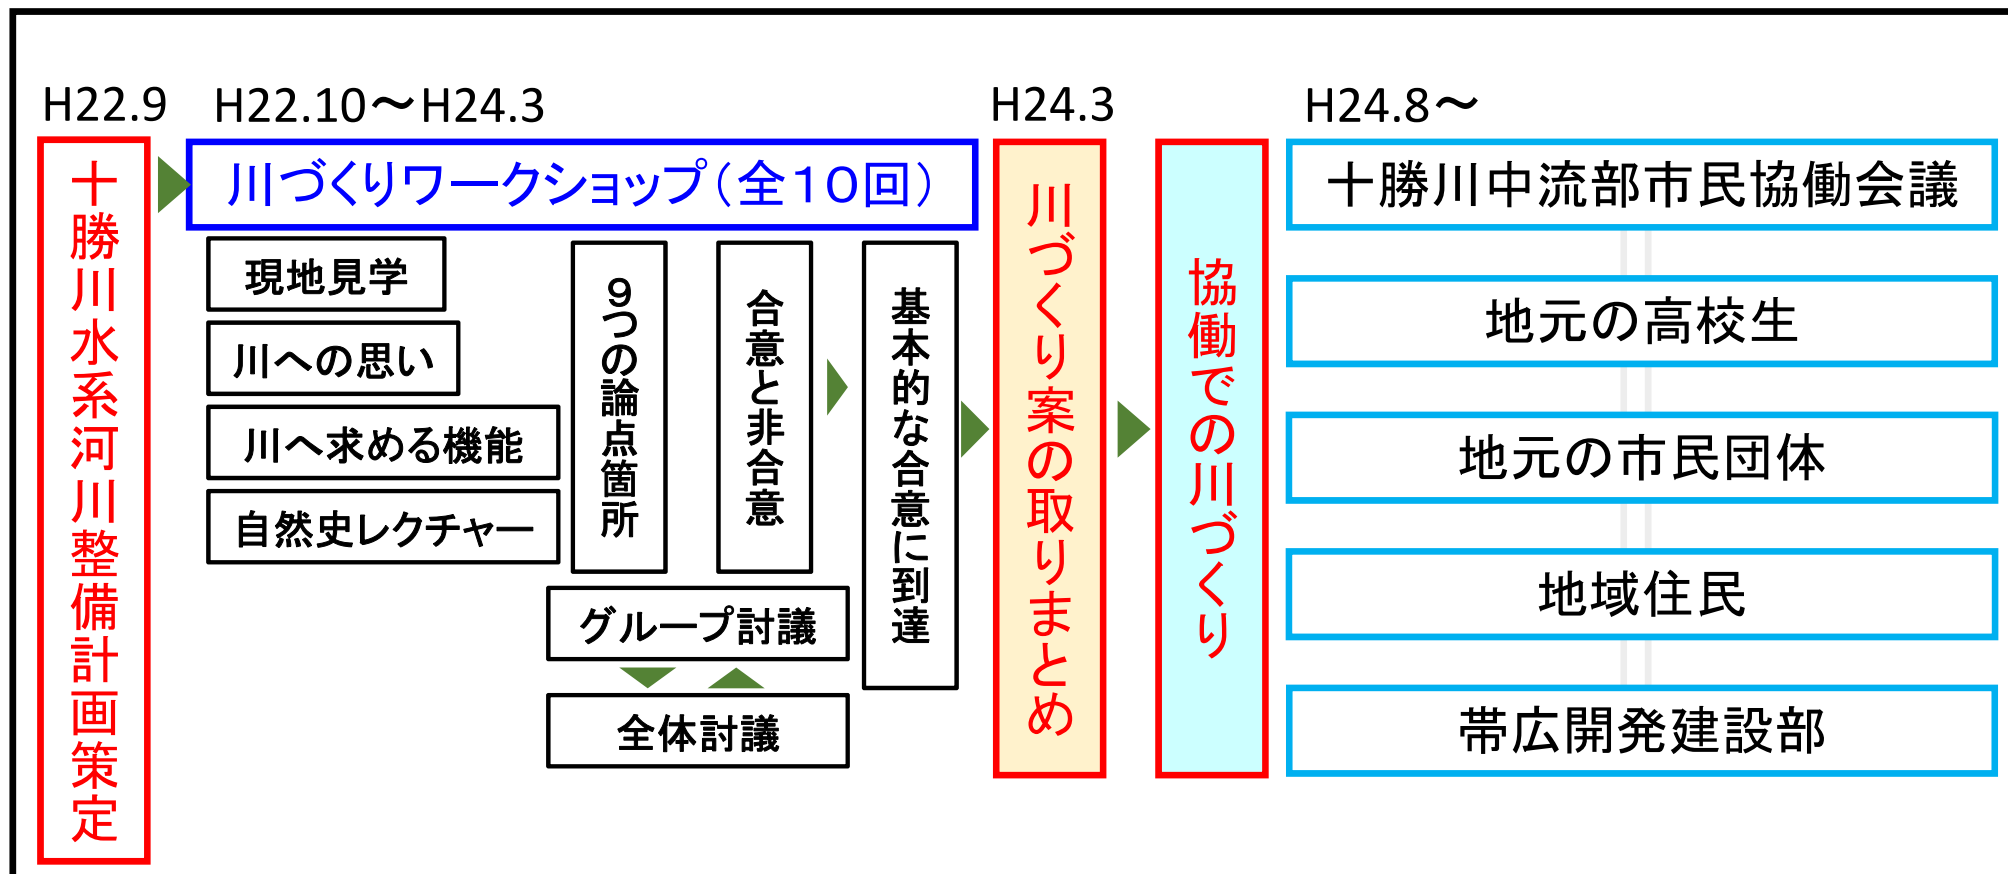 H22.9
十勝川水系河川整備計画策定
H22.10～H24.3
川づくりワークショップ（全１０回）
現地見学
川への思い
川へ求める機能
自然史レクチャー
９つの論点箇所
合意と非合意
グループ討議
全体討議
基本的な合意に到達
H24.3
川づくり案の取りまとめ
協働での川づくり
H24.8～
十勝川中流部市民協働会議
地元の高校生
地元の市民団体
地域住民
帯広開発建設部